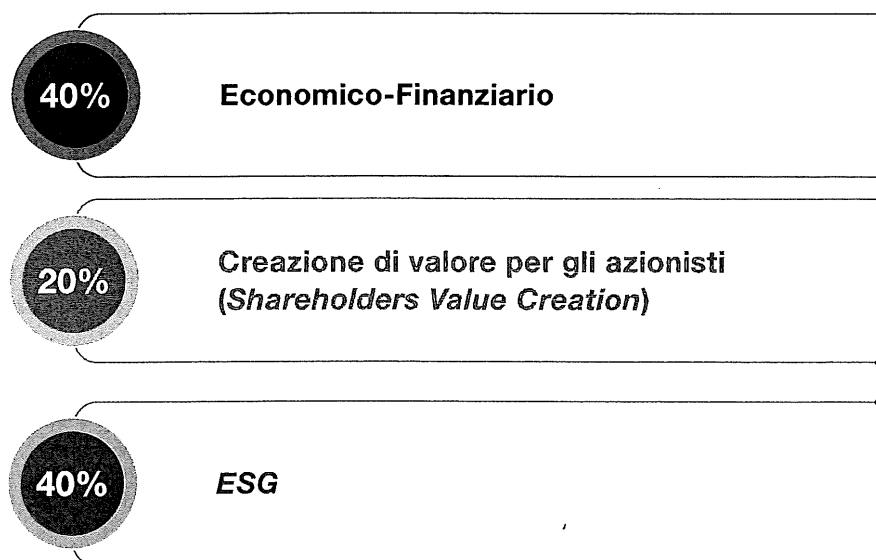 40%
Economico-Finanziario
20%
Creazione di valore per gli azionisti
(Shareholders Value Creation)
40%
ESG